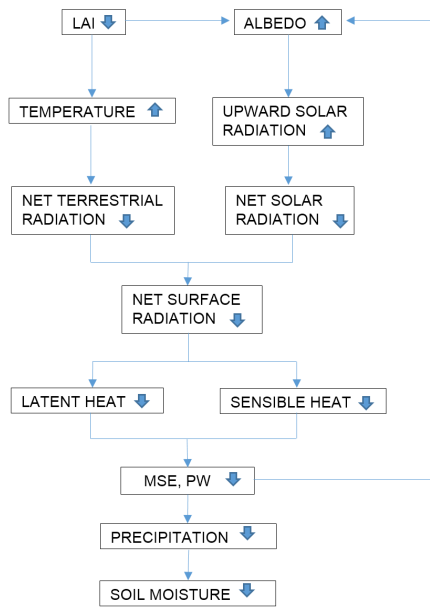 LAI
ALBEDO
TEMPERATURE
UPWARD SOLAR
RADIATION
NET TERRESTRIAL
RADIATION
NET SOLAR
RADIATION
NET SURFACE
RADIATION
LATENT HEAT
SENSIBLE HEAT
MSE, PW
PRECIPITATION
SOIL MOISTURE